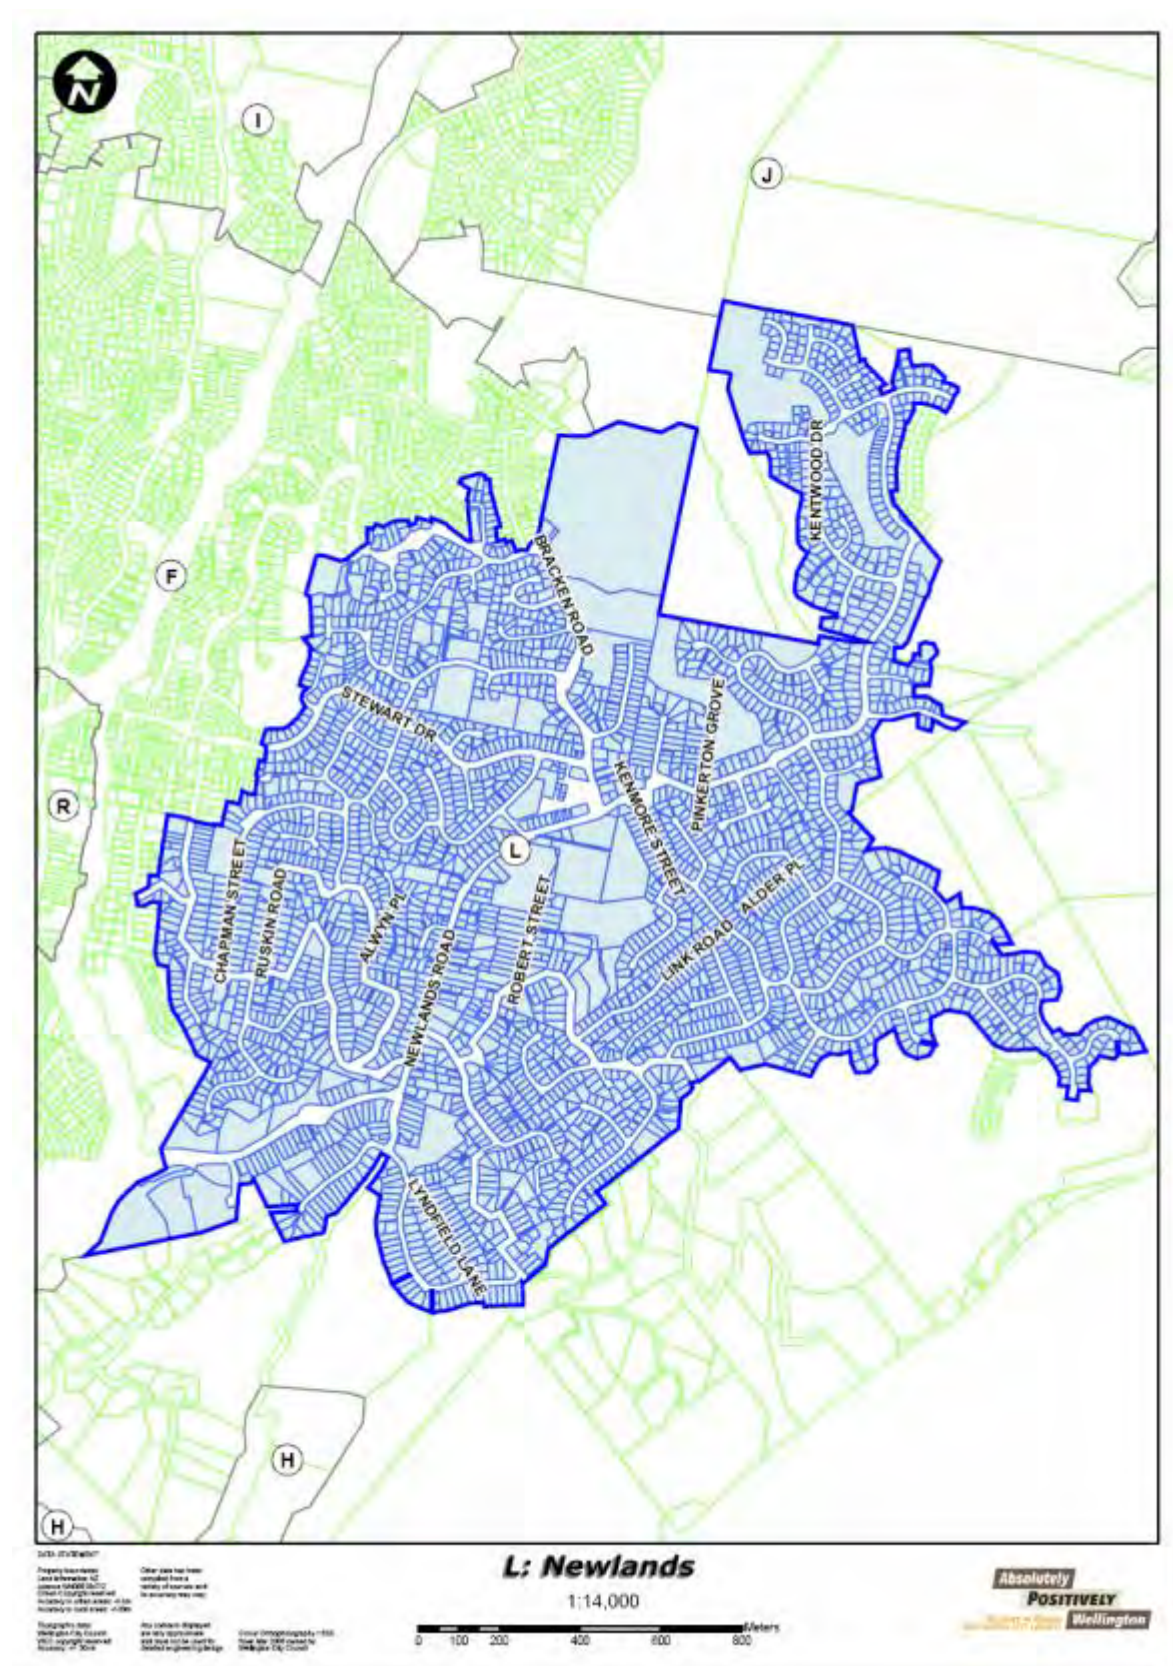 N
I
J
F
R
L
H
H
KENTWOOD DR
BRACKEN ROAD
STEWART DR
PINKERTON GROVE
KENMORE STREET
CHAPMAN STREET
RUSKIN ROAD
ALWYN PL
NEWLANDS ROAD
ROBERT STREET
LINK ROAD
ALDER PL
LYNDFIELD LANE
L: Newlands
1:14,000
Meters
0 100 200 400 600 800
DATA STATEMENT
Absolutely
POSITIVELY
Wellington